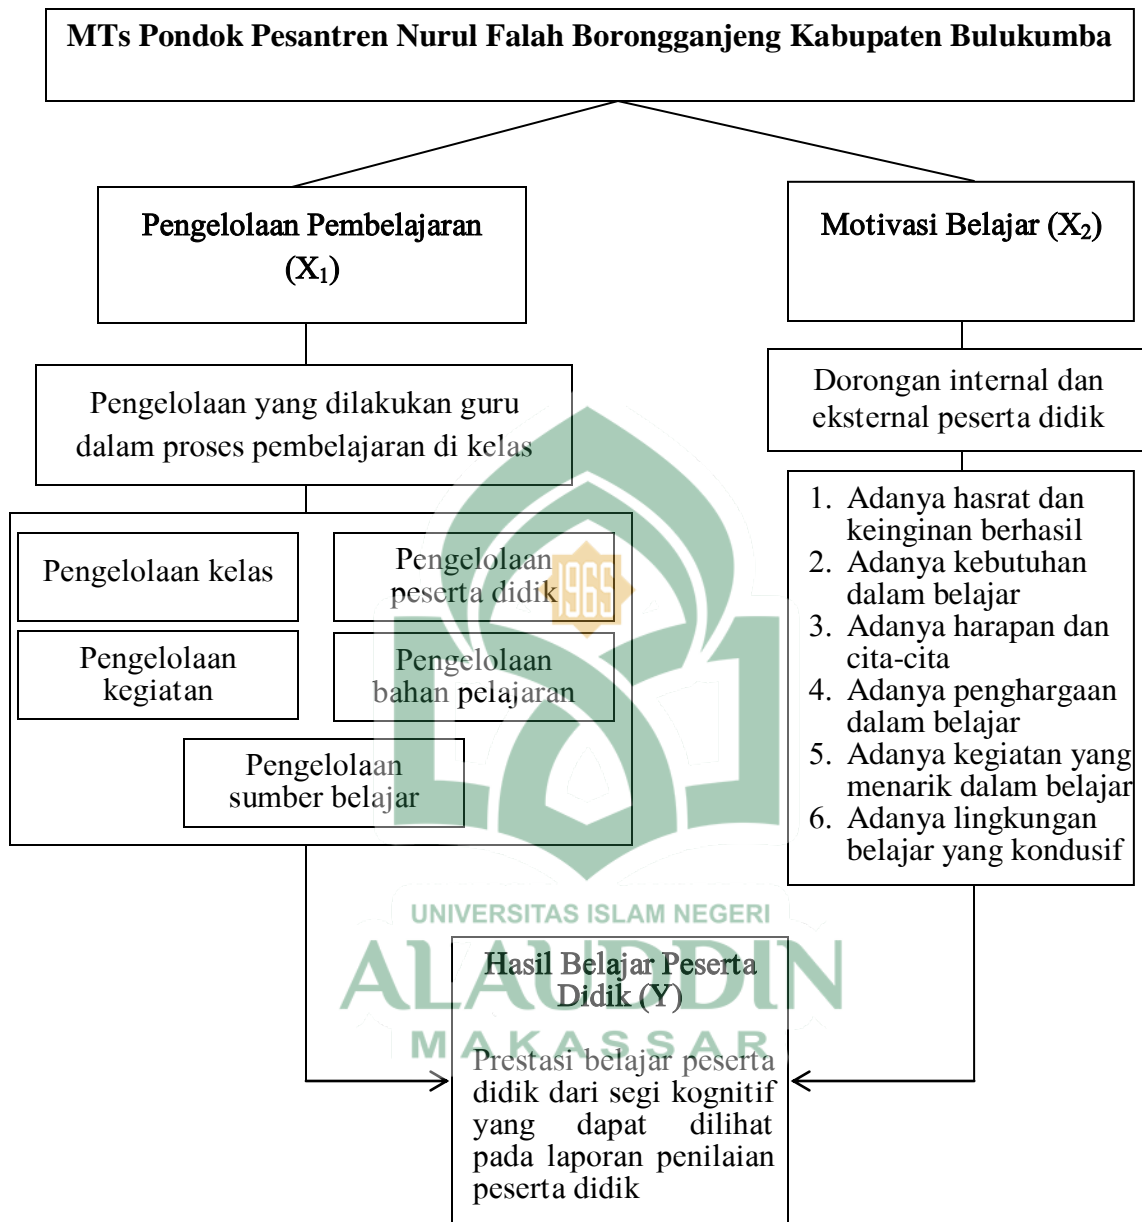 MTs Pondok Pesantren Nurul Falah Borongganjeng Kabupaten Bulukumba
Pengelolaan Pembelajaran
(X₁)
Motivasi Belajar (X₂)
Pengelolaan yang dilakukan guru
dalam proses pembelajaran di kelas
Dorongan internal dan
eksternal peserta didik
Pengelolaan kelas
Pengelolaan
peserta didik
Pengelolaan
kegiatan
Pengelolaan
bahan pelajaran
Pengelolaan
sumber belajar
1. Adanya hasrat dan
keinginan berhasil
2. Adanya kebutuhan
dalam belajar
3. Adanya harapan dan
cita-cita
4. Adanya penghargaan
dalam belajar
5. Adanya kegiatan yang
menarik dalam belajar
6. Adanya lingkungan
belajar yang kondusif
1965
UNIVERSITAS ISLAM NEGERI
ALAUDDIN
MAKASSAR
Hasil Belajar Peserta
Didik (Y)
Prestasi belajar peserta
didik dari segi kognitif
yang dapat dilihat
pada laporan penilaian
peserta didik